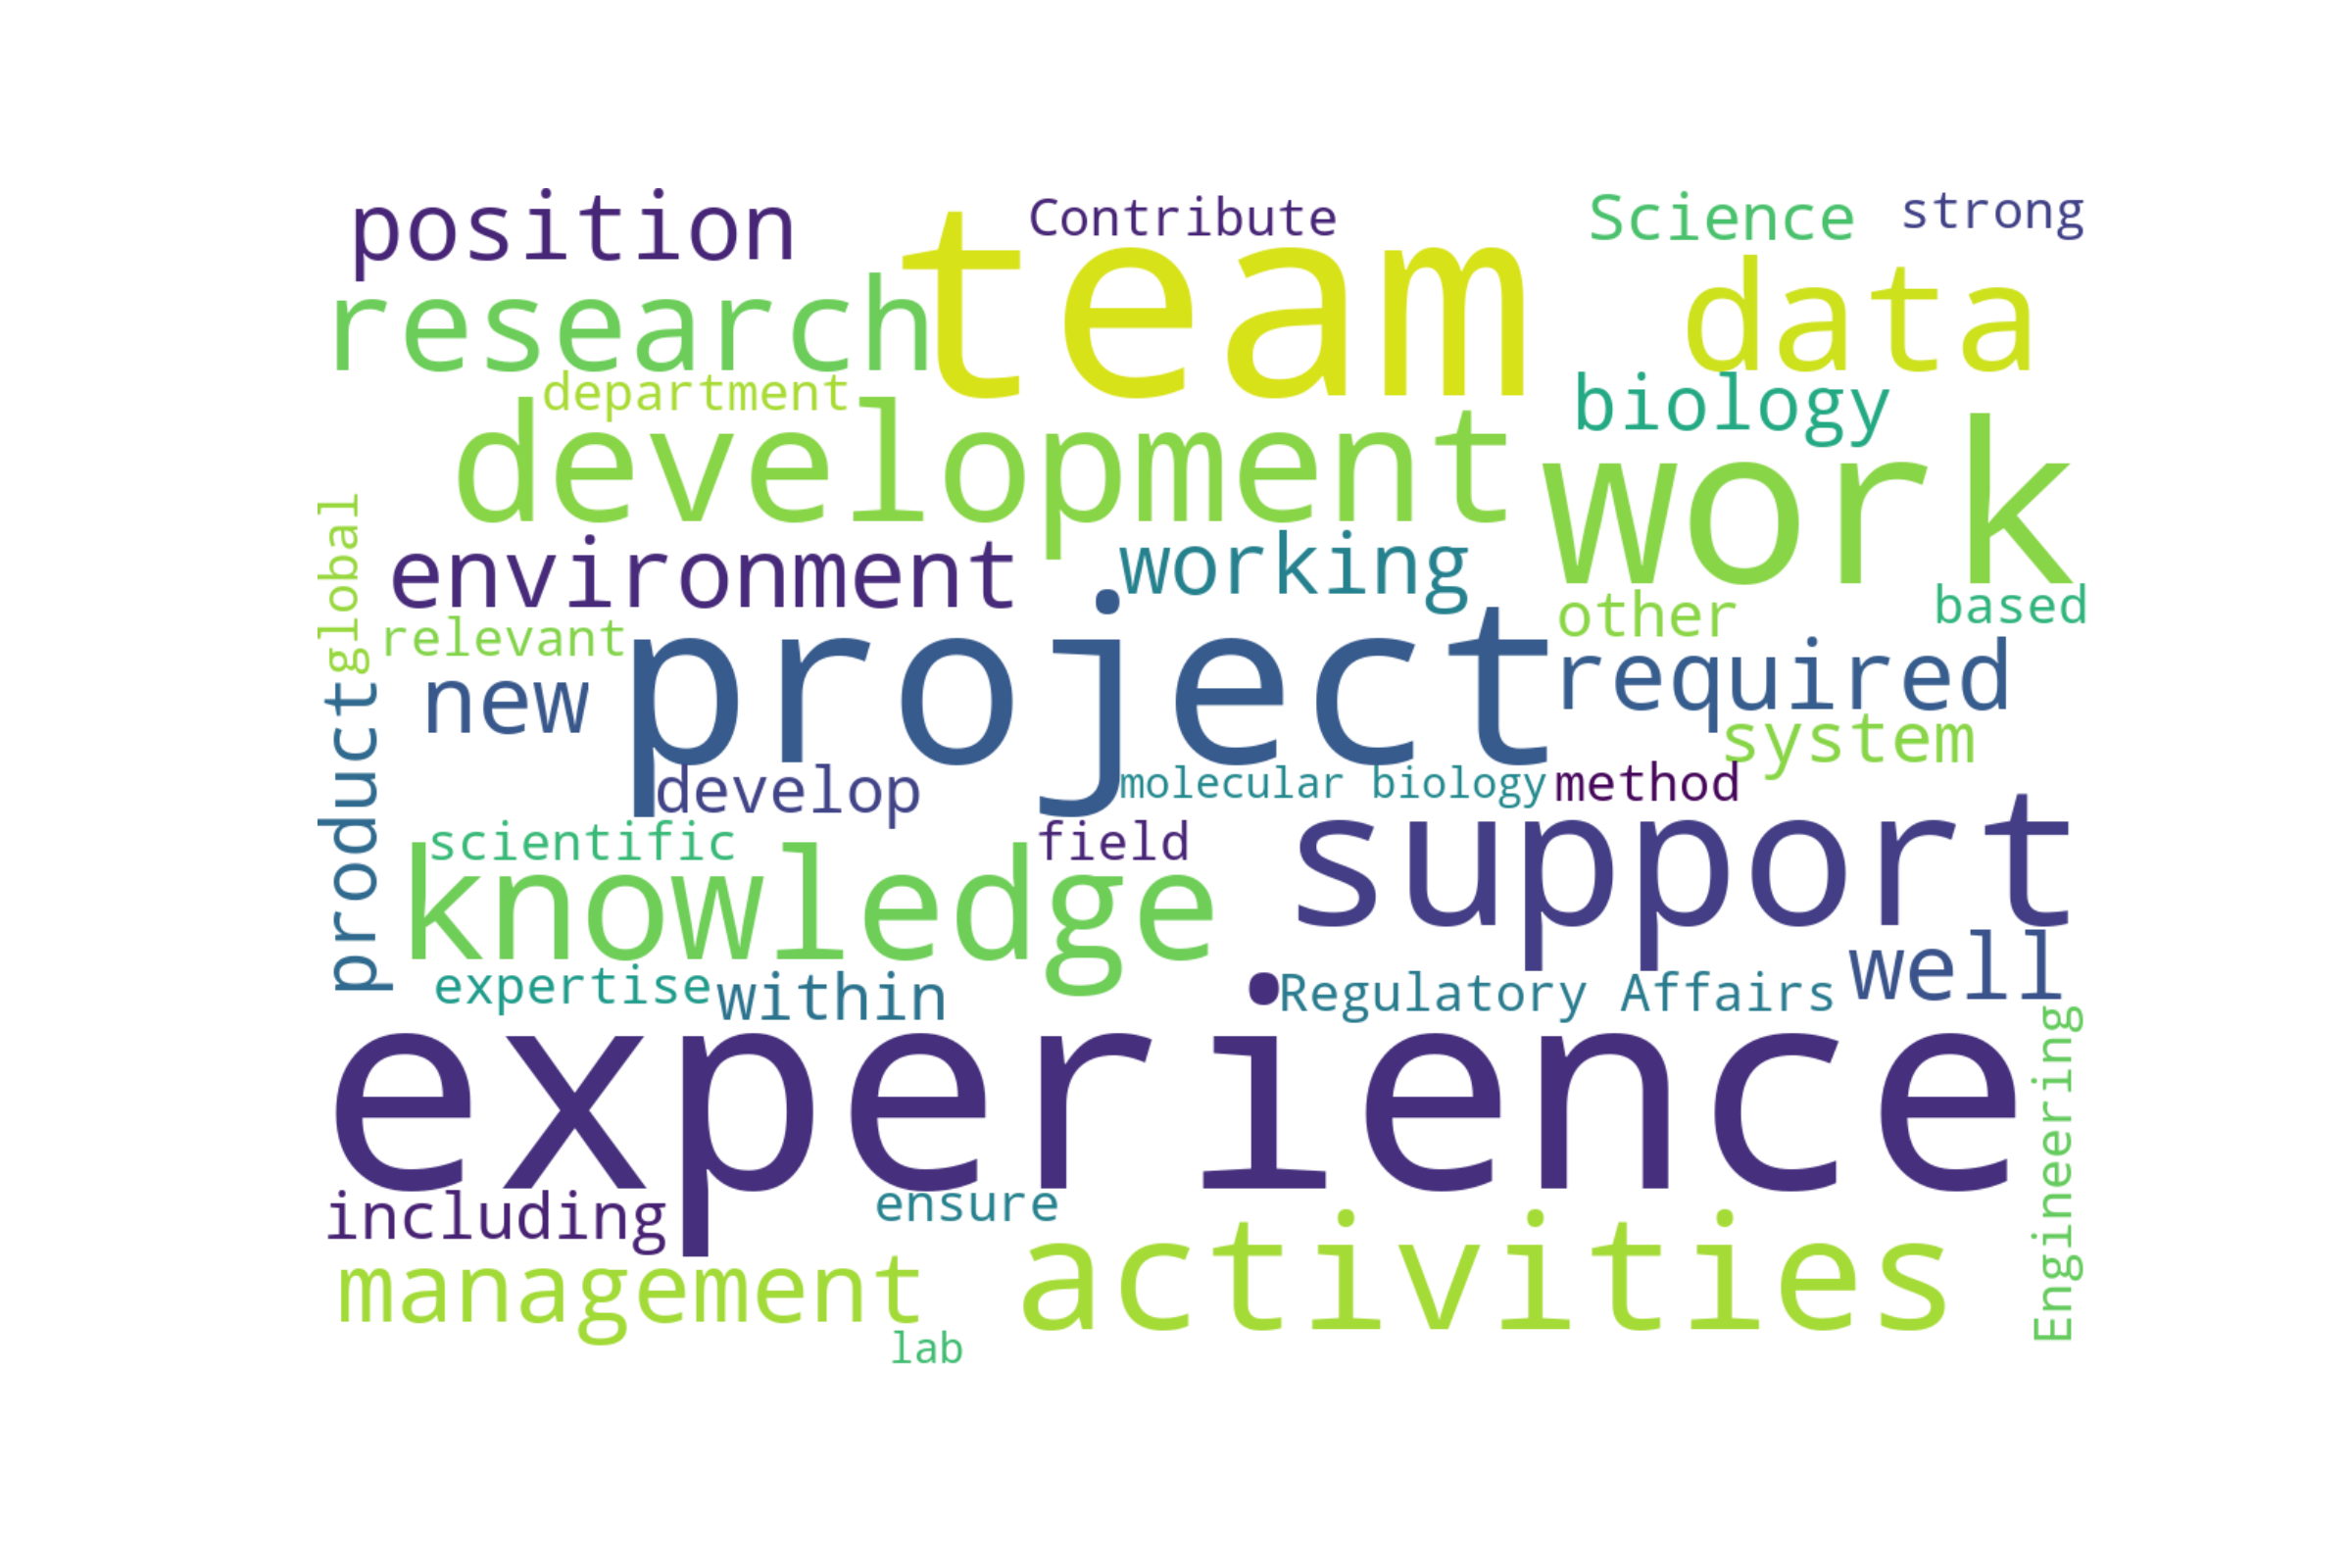 position
Contribute
Science
strong
research
team
data
department
biology
development
work
global
environment
working
other
based
relevant
project
required
new
system
product
develop
molecular biology
method
scientific
field
support
knowledge
expertise
within
Regulatory Affairs
well
experience
Engineering
including
ensure
management
activities
lab